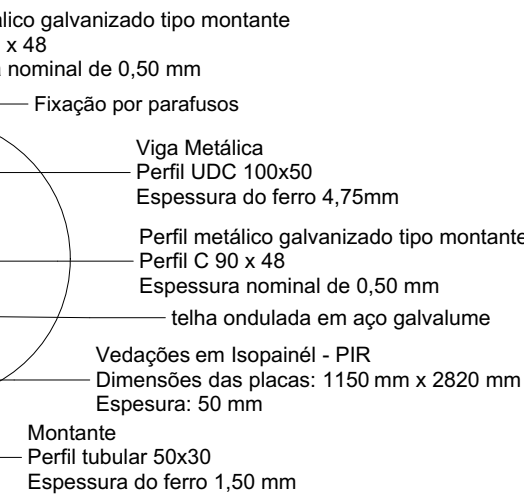 galvanizado tipo montante
x 48
nominal de 0,50 mm
Fixação por parafusos
Viga Metálica
Perfil UDC 100x50
Espessura do ferro 4,75mm
Perfil metálico galvanizado tipo montante
Perfil C 90 x 48
Espessura nominal de 0,50 mm
telha ondulada em aço galvalume
Vedações em Isopainél - PIR
Dimensões das placas: 1150 mm x 2820 mm
Espesura: 50 mm
Montante
Perfil tubular 50x30
Espessura do ferro 1,50 mm